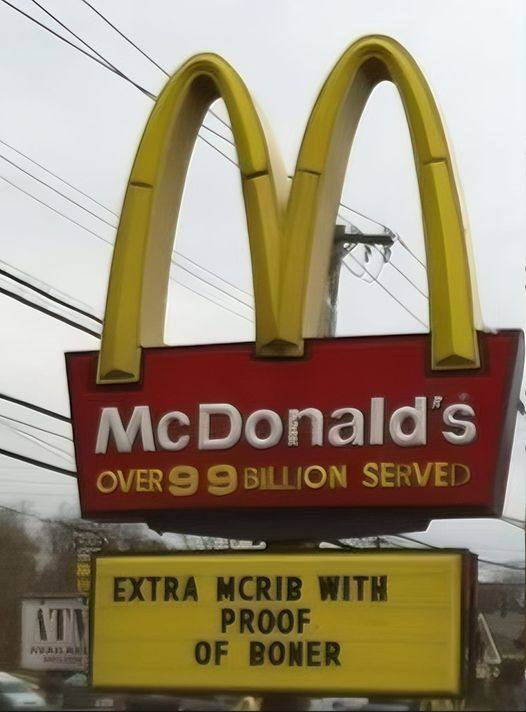 McDonald's
OVER 99 BILLION SERVED
EXTRA MCRIB WITH
PROOF
OF BONER
ATM